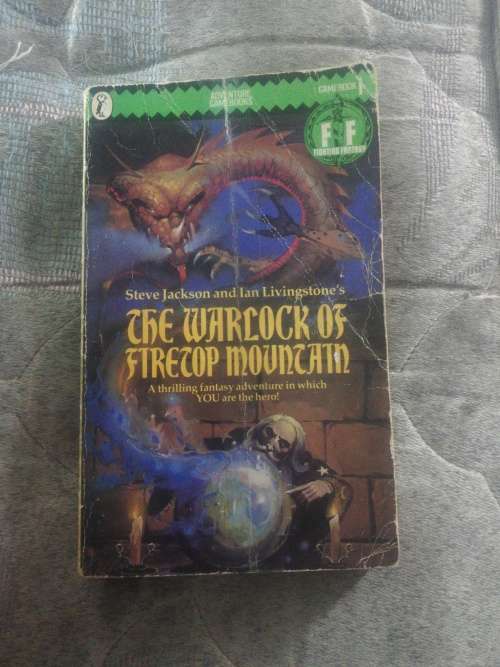 ADVENTURE
GAMEBOOKS
GAMEBOOK
FF
FIGHTING FANTASY
Steve Jackson and Ian Livingstone's
THE WARLOCK OF
FIRETOP MOUNTAIN
A thrilling fantasy adventure in which
YOU are the hero!